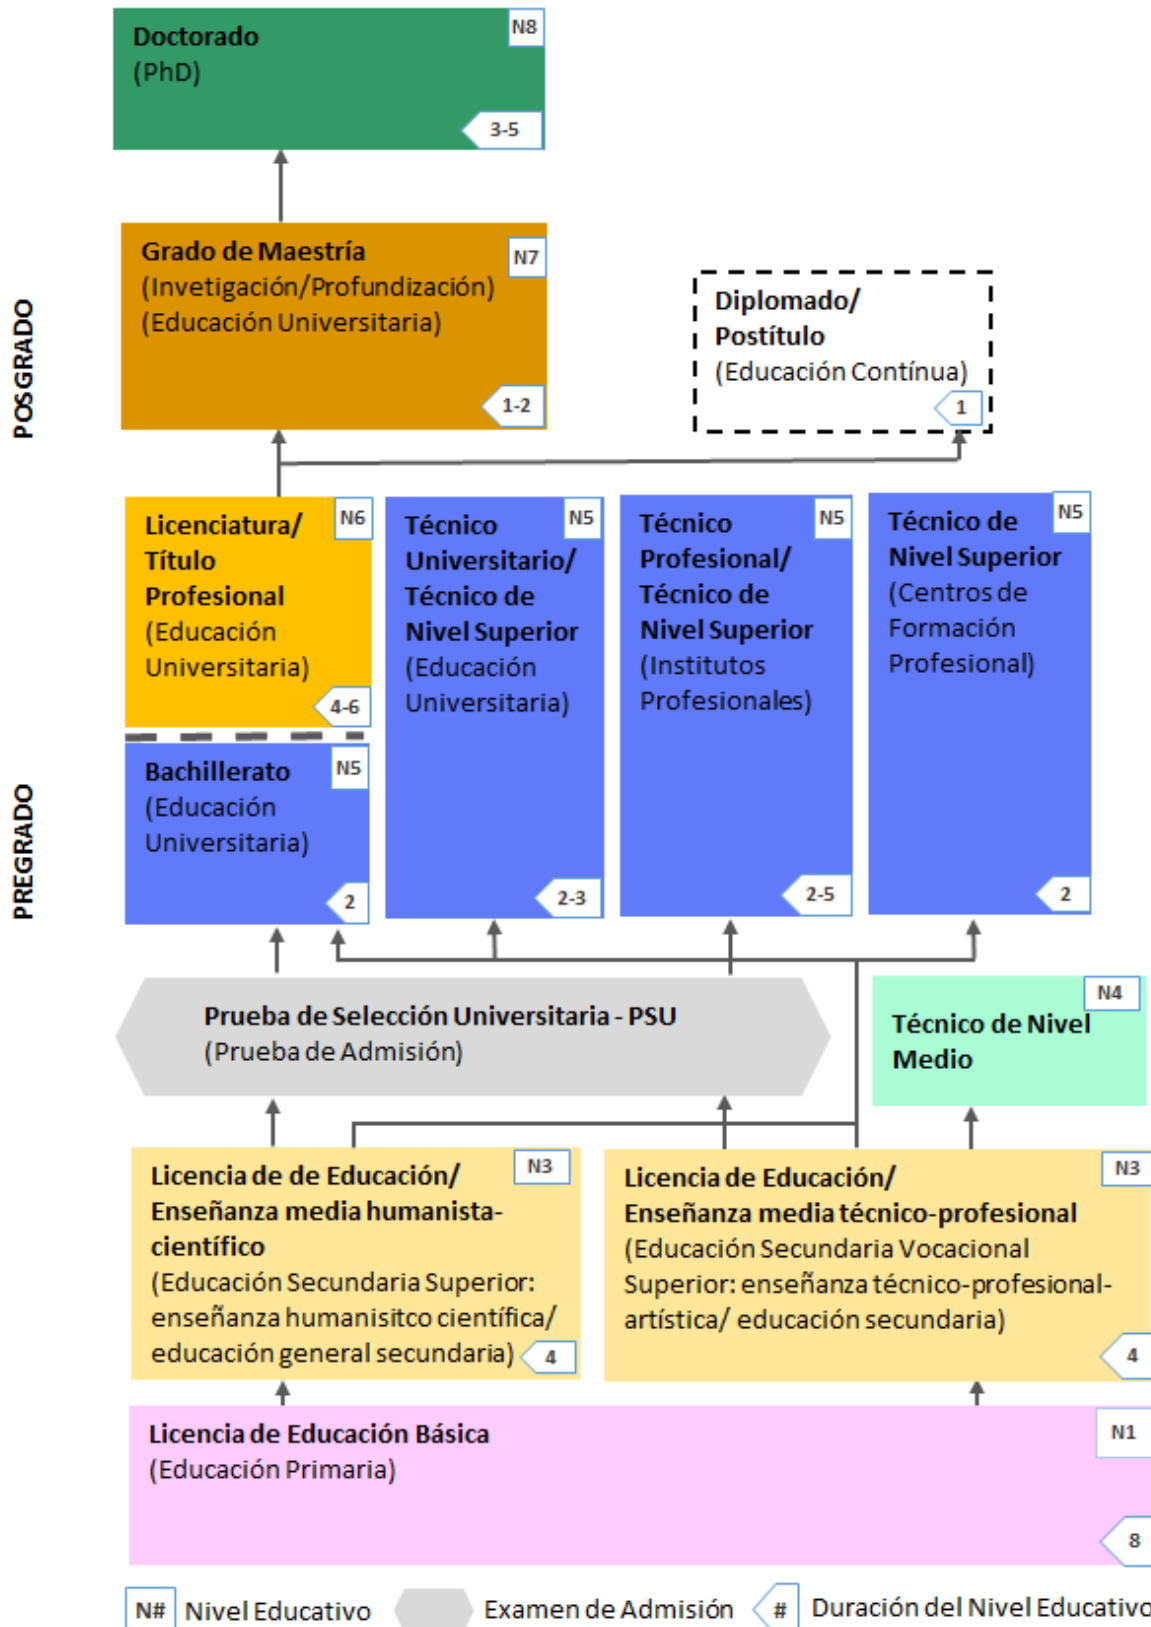 Doctorado
(PhD)
N8
3-5
POSGRADO
Grado de Maestría
(Invetigación/Profundización)
(Educación Universitaria)
N7
1-2
Diplomado/
Postítulo
(Educación Contínua)
1
Licenciatura/
Título
Profesional
(Educación
Universitaria)
N6
4-6
Técnico
Universitario/
Técnico de
Nivel Superior
(Educación
Universitaria)
N5
2-3
Técnico
Profesional/
Técnico de
Nivel Superior
(Institutos
Profesionales)
N5
2-5
Técnico de
Nivel Superior
(Centros de
Formación
Profesional)
N5
2
PREGRADO
Bachillerato
(Educación
Universitaria)
N5
2
Prueba de Selección Universitaria - PSU
(Prueba de Admisión)
Técnico de Nivel
Medio
N4
Licencia de de Educación/
Enseñanza media humanista-
científico
(Educación Secundaria Superior:
enseñanza humanisitco científica/
educación general secundaria)
N3
4
Licencia de Educación/
Enseñanza media técnico-profesional
(Educación Secundaria Vocacional
Superior: enseñanza técnico-profesional-
artística/ educación secundaria)
N3
4
Licencia de Educación Básica
(Educación Primaria)
N1
8
N# Nivel Educativo
Examen de Admisión
# Duración del Nivel Educativo